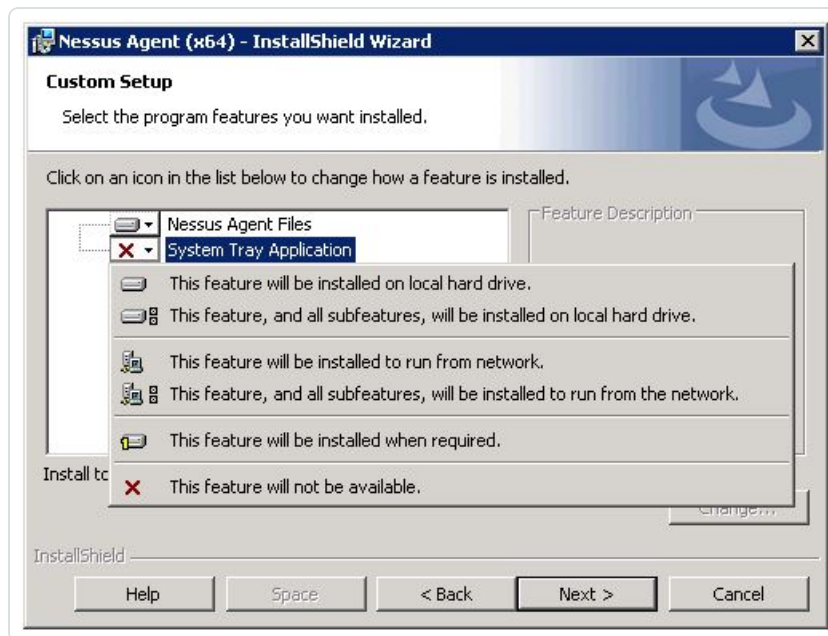 Nessus Agent (x64) - InstallShield Wizard
Custom Setup
Select the program features you want installed.
Click on an icon in the list below to change how a feature is installed.
Nessus Agent Files
Feature Description
System Tray Application
This feature will be installed on local hard drive.
This feature, and all subfeatures, will be installed on local hard drive.
This feature will be installed to run from network.
This feature, and all subfeatures, will be installed to run from the network.
This feature will be installed when required.
This feature will not be available.
Install to
Change...
InstallShield
Help Space < Back Next > Cancel